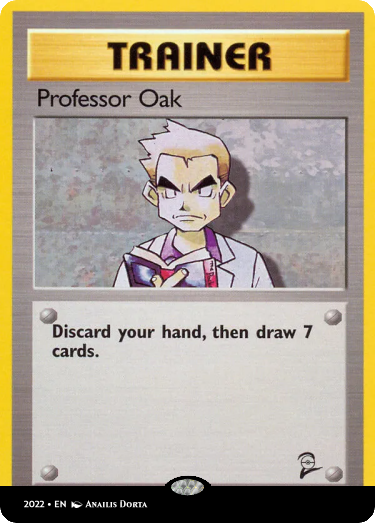 TRAINER
Professor Oak
Discard your hand, then draw 7
cards.
2022 • EN Anailis Dorta